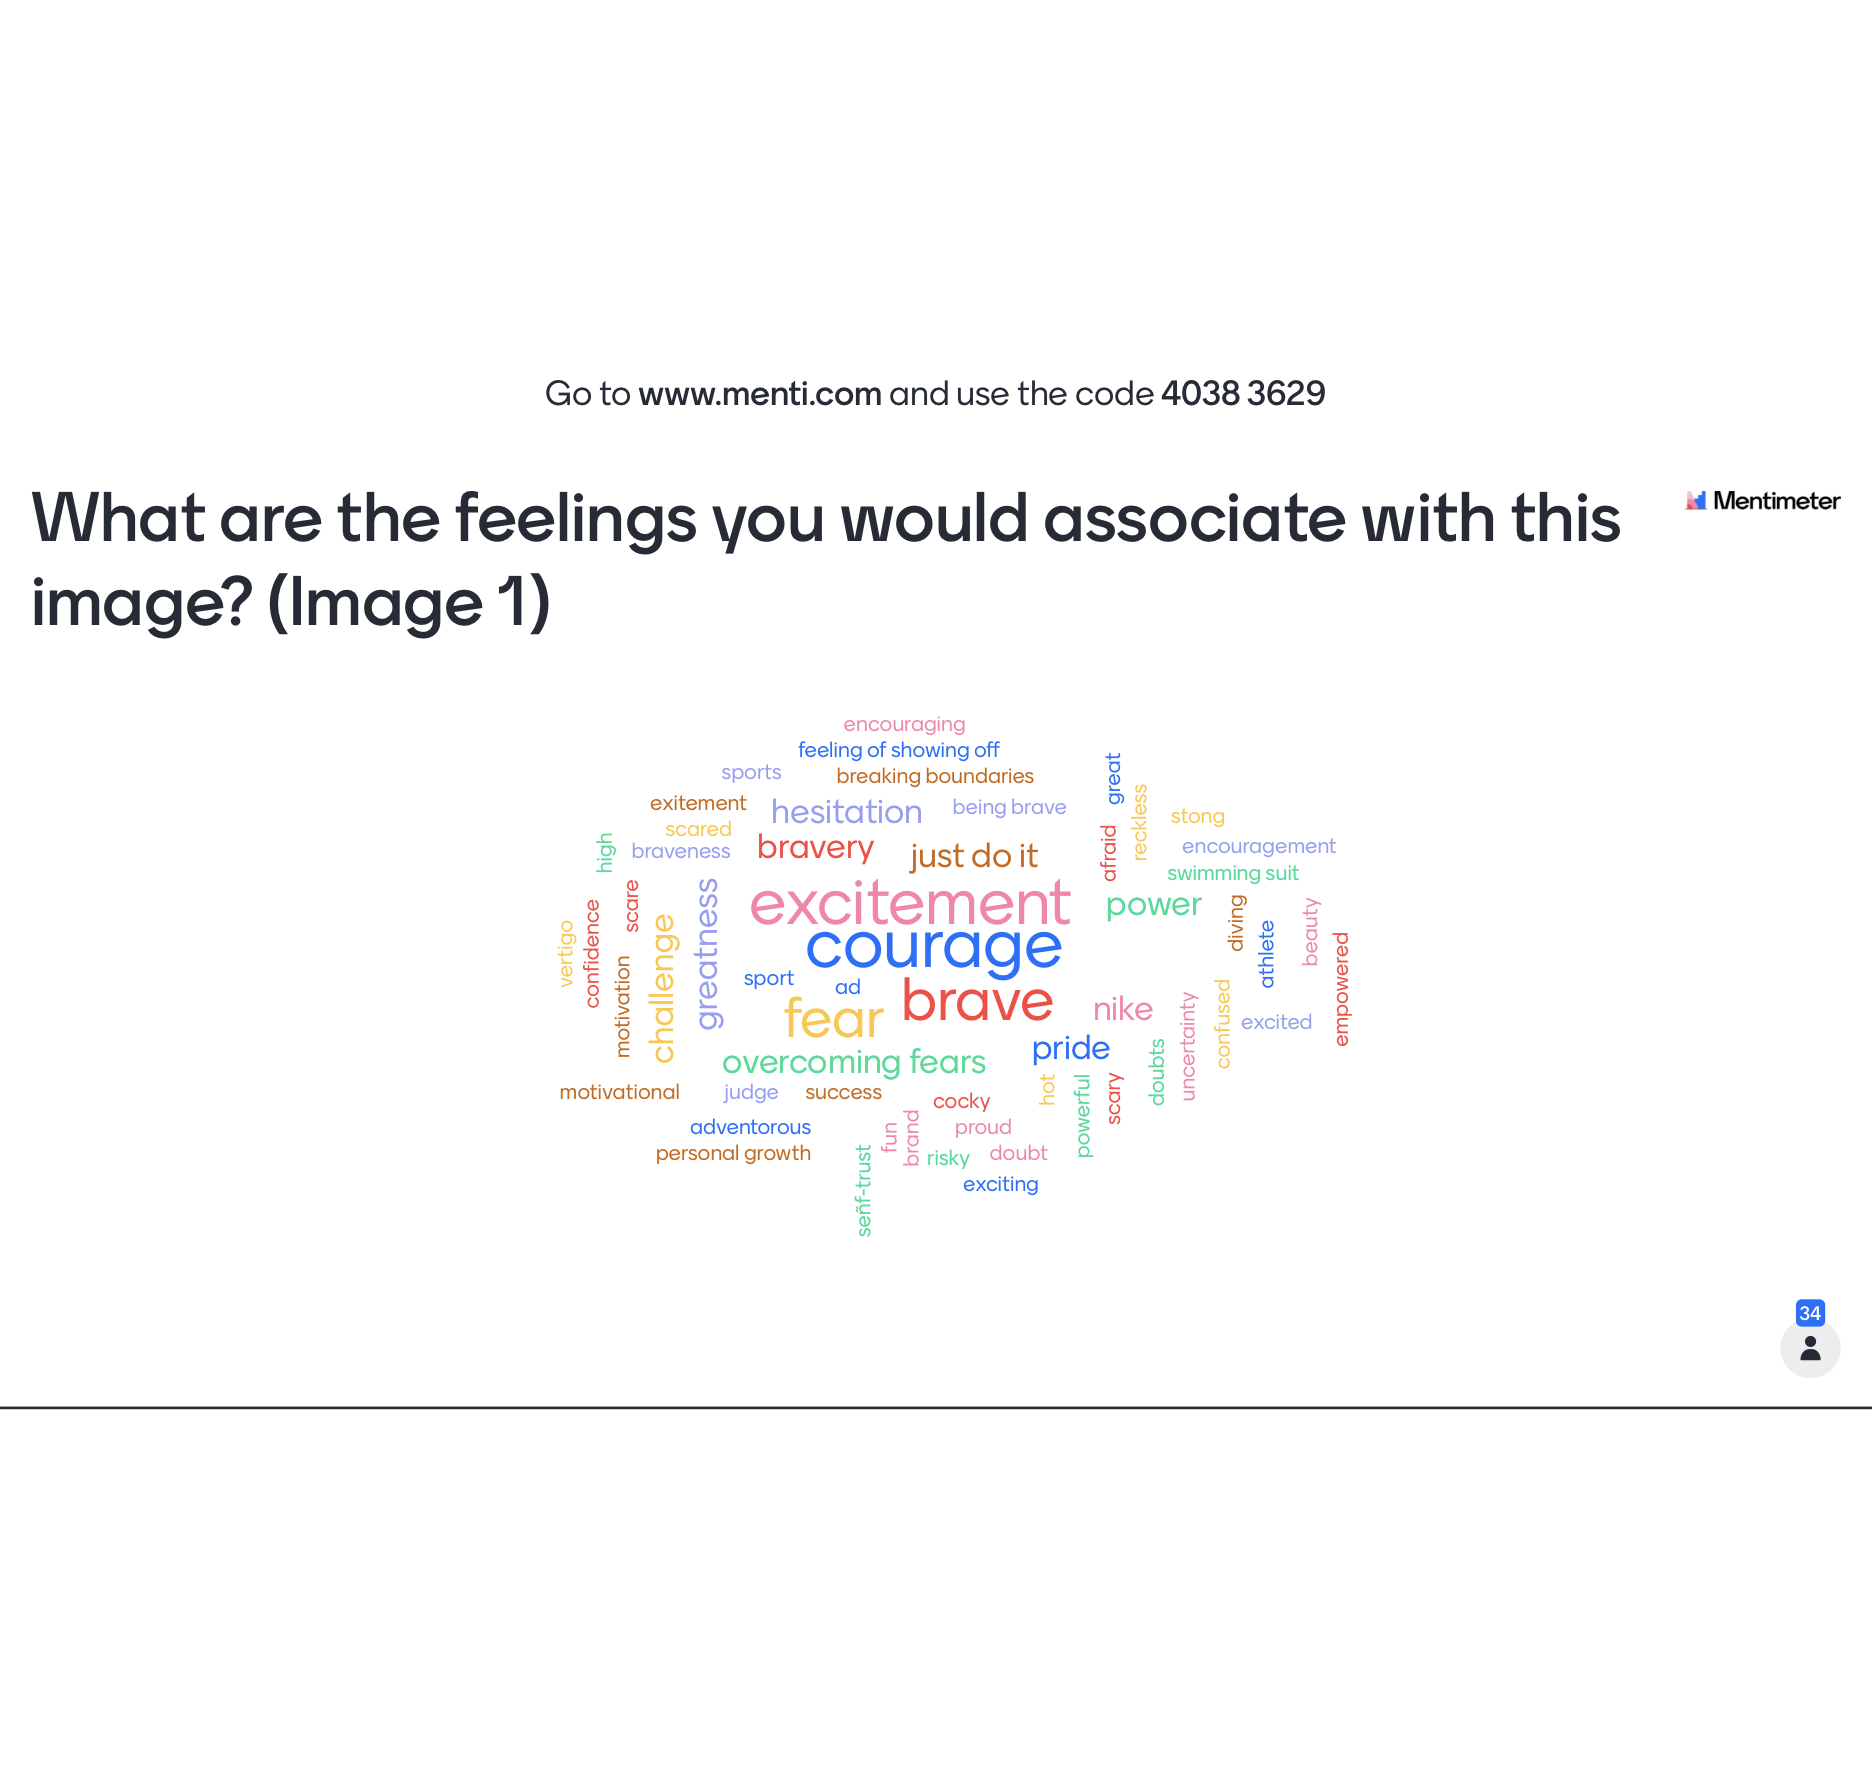 Go to www.menti.com and use the code 4038 3629
What are the feelings you would associate with this
image? (Image 1)
Mentimeter
encouraging
feeling of showing off
sports
breaking boundaries
great
exitement
hesitation
being brave
reckless
stong
scared
high
braveness
bravery
just do it
afraid
encouragement
swimming suit
scare
greatness
excitement
power
diving
beauty
vertigo
confidence
challenge
courage
athlete
empowered
motivation
sport
ad
brave
fear
nike
uncertainty
confused
excited
overcoming fears
pride
doubts
motivational
judge
success
cocky
hot
powerful
scary
adventorous
fun
brand
proud
personal growth
señf-trust
risky
doubt
exciting
34